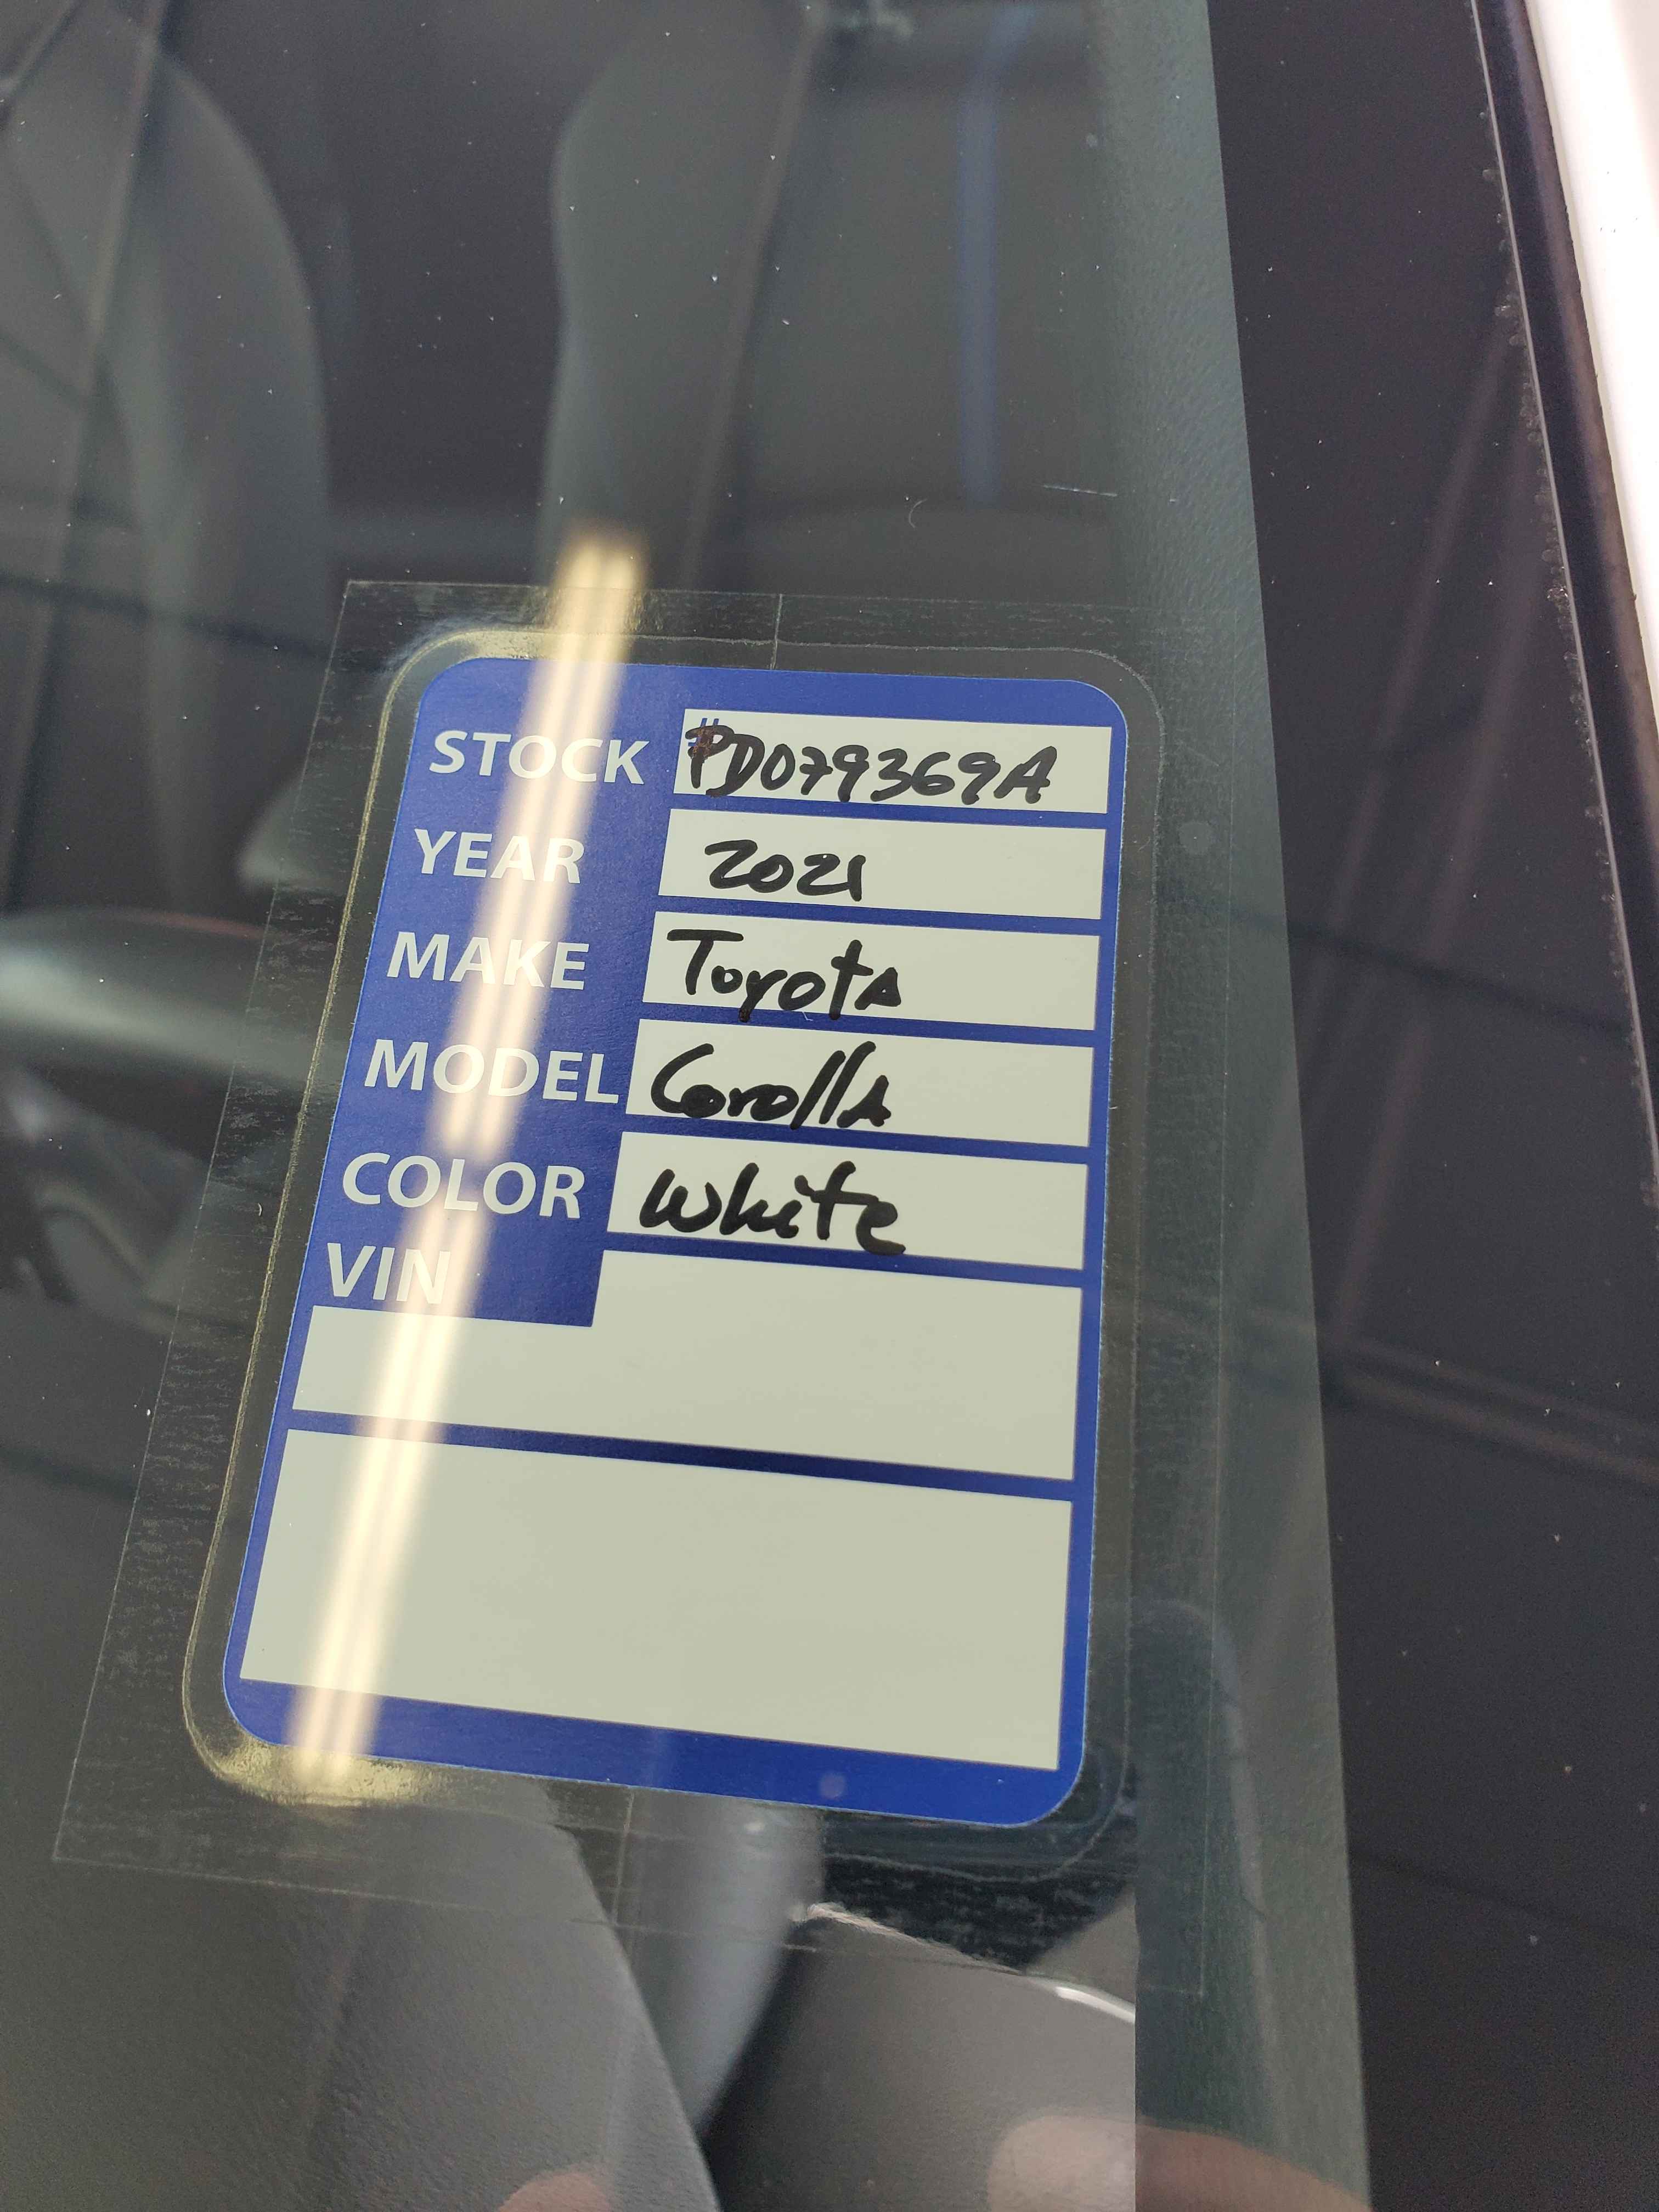 STOCK #PD079369A
YEAR 2021
MAKE Toyota
MODEL Corolla
COLOR White
VIN